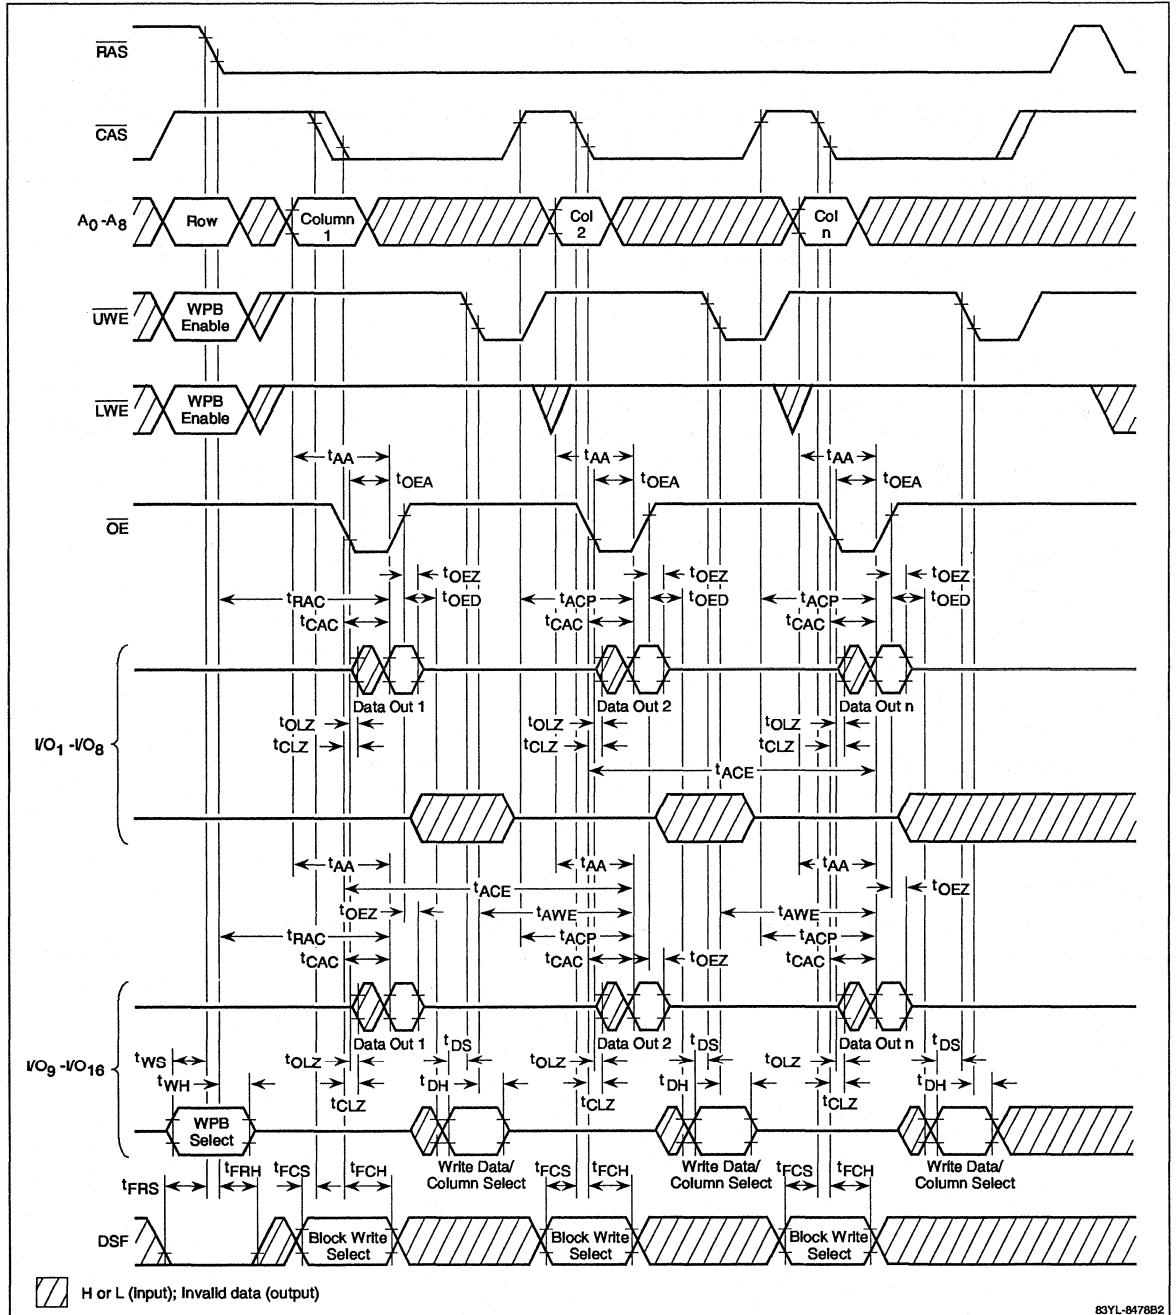 RAS
CAS
A0 -A8
Row
Column 1
Col 2
Col n
UWE
WPB Enable
LWE
WPB Enable
tAA
tAA
tAA
tOEA
tOEA
tOEA
OE
tOEZ
tOEZ
tOEZ
tRAC
tOED
tACP
tOED
tACP
tOED
tCAC
tCAC
tCAC
Data Out 1
Data Out 2
Data Out n
tOLZ
tOLZ
tOLZ
I/O1 -I/O8
tCLZ
tCLZ
tCLZ
tACE
tAA
tAA
tAA
tACE
tOEZ
tOEZ
tAWE
tAWE
tRAC
tACP
tACP
tCAC
tCAC
tOEZ
tCAC
Data Out 1
Data Out 2
Data Out n
I/O9 -I/O16
tWS
tOLZ
tDS
tOLZ
tDS
tOLZ
tDS
tWH
tDH
tDH
tDH
tCLZ
tCLZ
tCLZ
WPB Select
Write Data/ Column Select
Write Data/ Column Select
Write Data/ Column Select
tFRS
tFRH
tFCS
tFCH
tFCS
tFCH
tFCS
tFCH
DSF
Block Write Select
Block Write Select
Block Write Select
H or L (input); Invalid data (output)
83YL-8478B2